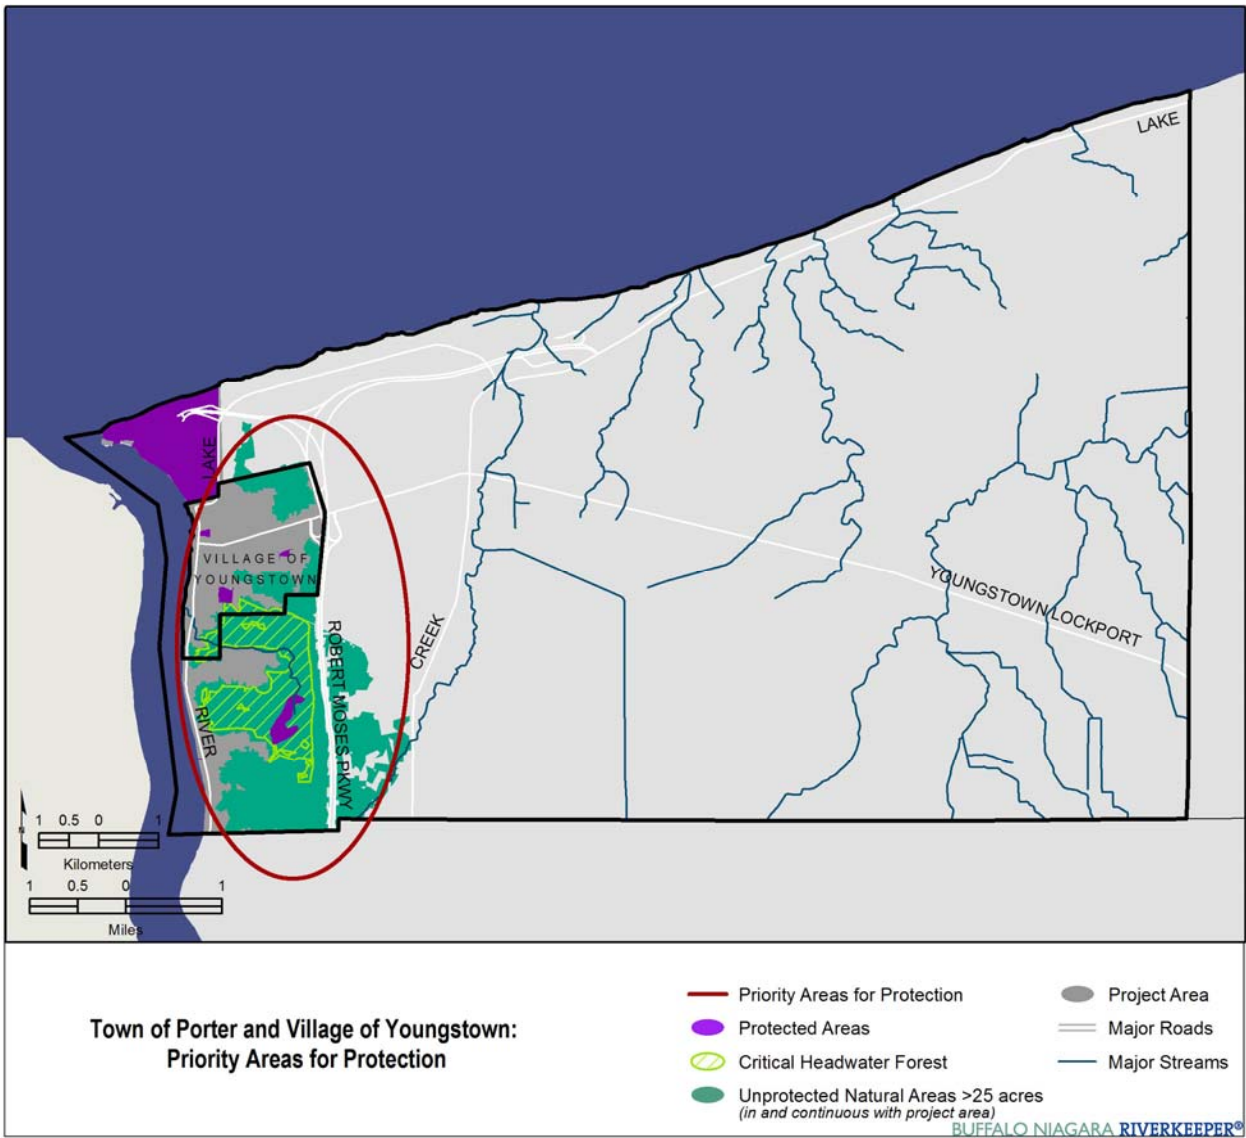 LAKE
LAKE
VILLAGE OF
YOUNGSTOWN
YOUNGSTOWN LOCKPORT
CREEK
ROBERT MOSES PKWY
RIVER
N
1 0.5 0 1
Kilometers
1 0.5 0 1
Miles
Town of Porter and Village of Youngstown:
Priority Areas for Protection
Priority Areas for Protection
Protected Areas
Critical Headwater Forest
Unprotected Natural Areas >25 acres
(in and continuous with project area)
Project Area
Major Roads
Major Streams
BUFFALO NIAGARA RIVERKEEPER®